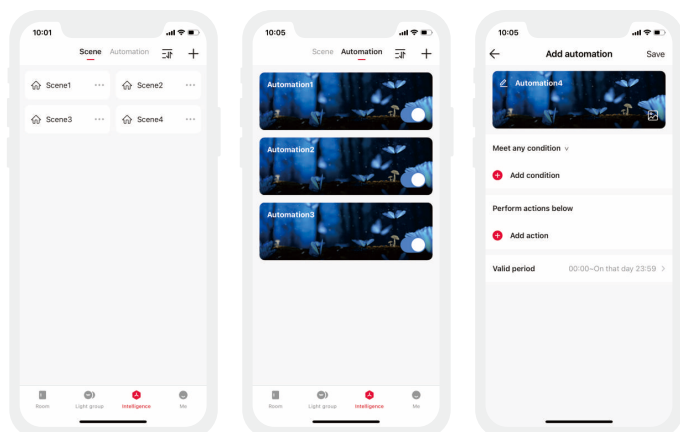 10:01
Scene Automation
Scene1
Scene2
Scene3
Scene4
Room Light group Intelligence Me
10:05
Scene Automation
Automation1
Automation2
Automation3
Room Light group Intelligence Me
10:05
Add automation Save
Automation4
Meet any condition
Add condition
Perform actions below
Add action
Valid period 00:00~On that day 23:59